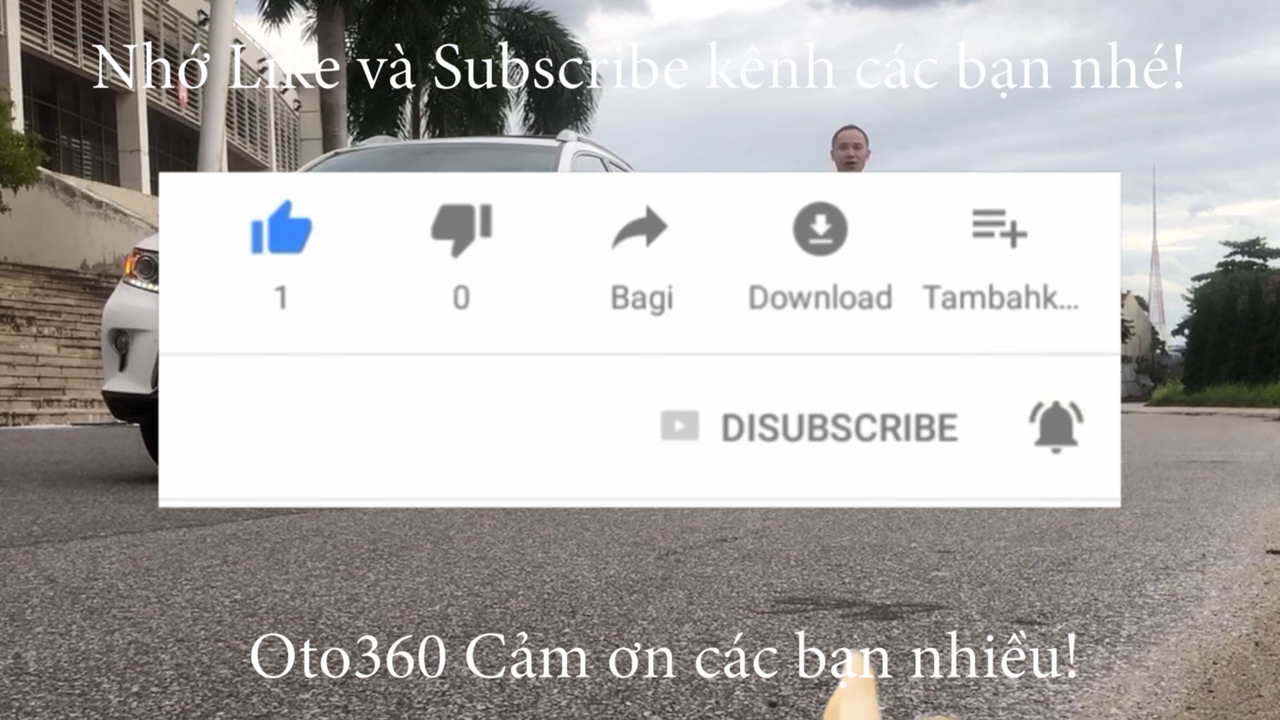 Nhớ Like và Subscribe kênh các bạn nhé!
1 0 Bagi Download Tambahk...
DISUBSCRIBE
Oto360 Cảm ơn các bạn nhiều!